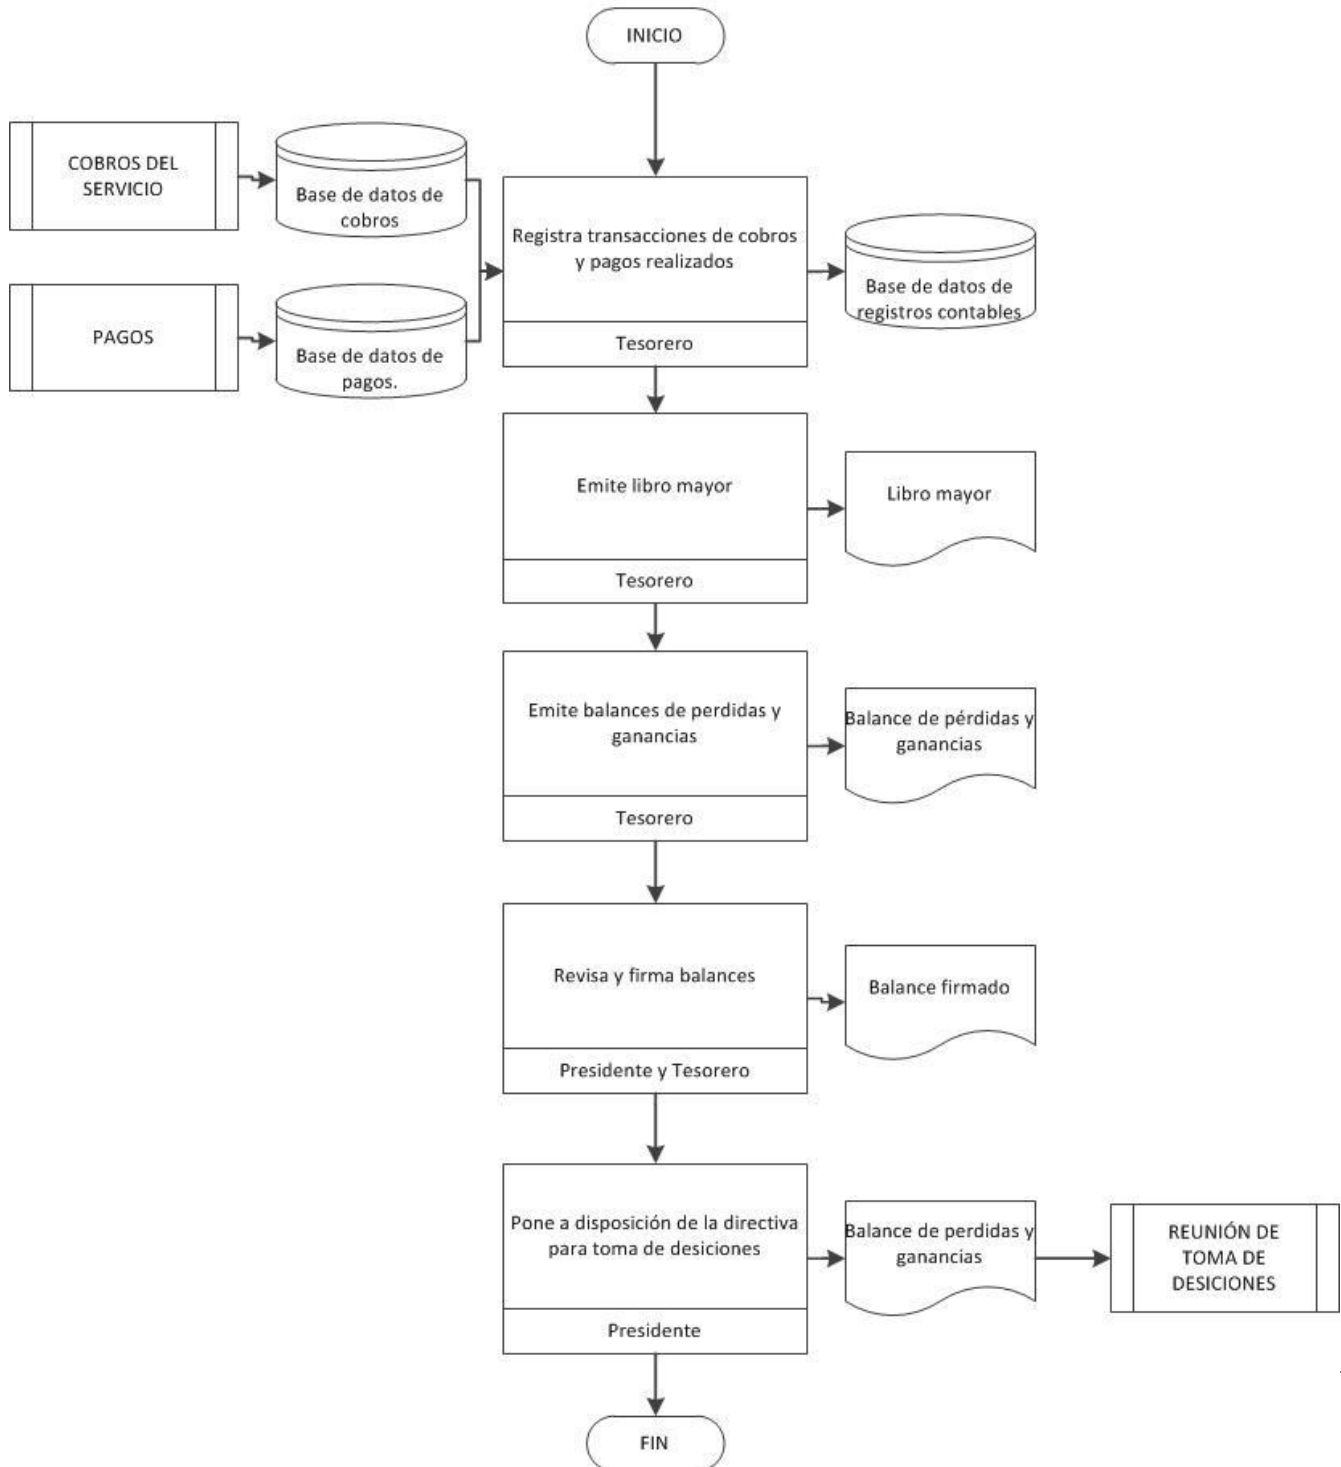 INICIO
COBROS DEL
SERVICIO
Base de datos de
cobros
Registra transacciones de cobros
y pagos realizados
Tesorero
Base de datos de
registros contables
PAGOS
Base de datos de
pagos.
Emite libro mayor
Tesorero
Libro mayor
Emite balances de perdidas y
ganancias
Tesorero
Balance de pérdidas y
ganancias
Revisa y firma balances
Presidente y Tesorero
Balance firmado
Pone a disposición de la directiva
para toma de desiciones
Presidente
Balance de perdidas y
ganancias
REUNIÓN DE
TOMA DE
DESICIONES
FIN